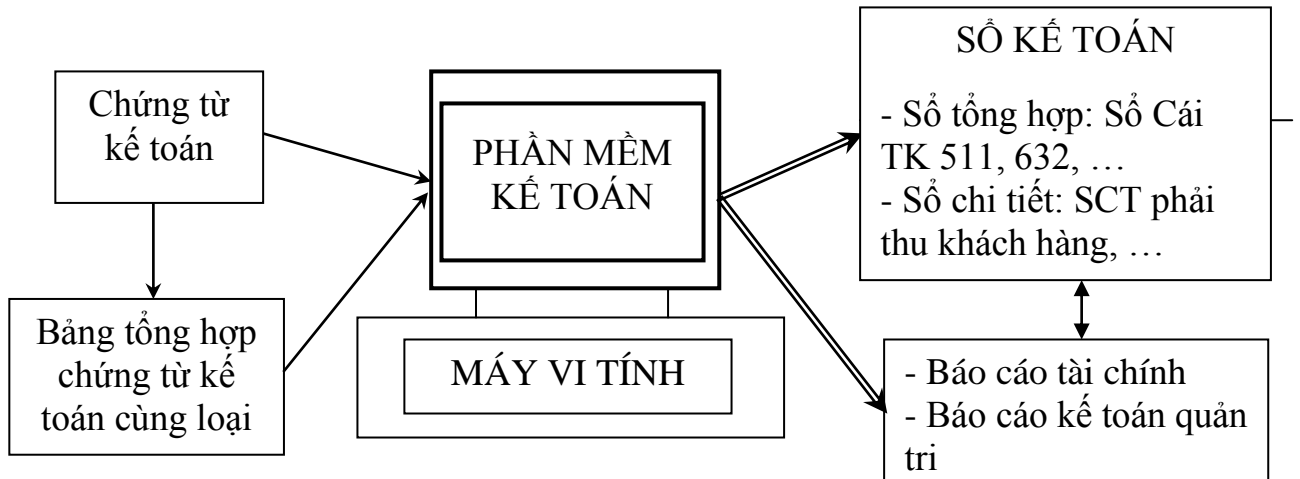 Chứng từ
kế toán
Bảng tổng hợp
chứng từ kế
toán cùng loại
PHẦN MỀM
KẾ TOÁN
MÁY VI TÍNH
SỔ KẾ TOÁN
- Sổ tổng hợp: Sổ Cái
TK 511, 632, …
- Sổ chi tiết: SCT phải
thu khách hàng, …
- Báo cáo tài chính
- Báo cáo kế toán quản
tri